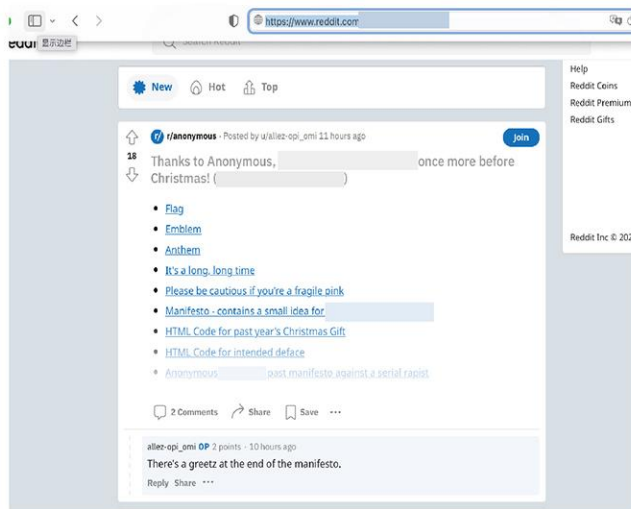 https://www.reddit.com
显示边栏
Search Reddit
New Hot Top
Help
Reddit Coins
Reddit Premium
Reddit Gifts
r/ r/anonymous · Posted by u/allez-opi_omi 11 hours ago Join
18
Thanks to Anonymous, once more before
Christmas! ( )
• Flag
• Emblem
• Anthem
• It's a long, long time
• Please be cautious if you're a fragile pink
• Manifesto - contains a small idea for
• HTML Code for past year's Christmas Gift
• HTML Code for intended deface
• Anonymous past manifesto against a serial rapist
Reddit Inc © 202
2 Comments Share Save ···
allez-opi_omi OP 2 points · 10 hours ago
There's a greetz at the end of the manifesto.
Reply Share ···